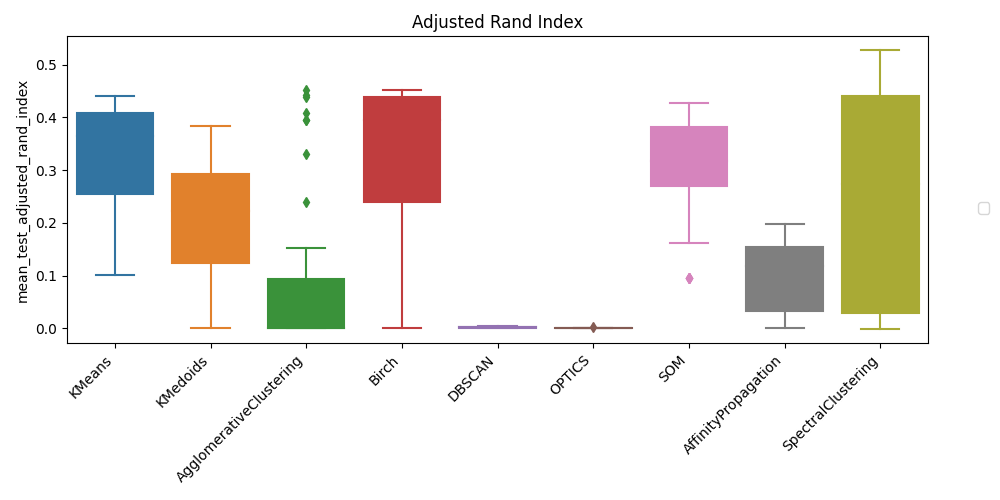 Adjusted Rand Index
mean_test_adjusted_rand_index
0.5
0.4
0.3
0.2
0.1
0.0
KMeans
KMedoids
AgglomerativeClustering
Birch
DBSCAN
OPTICS
SOM
AffinityPropagation
SpectralClustering